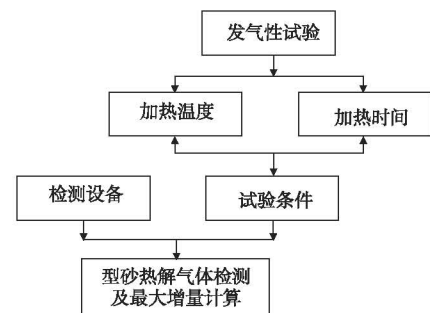 发气性试验
加热温度
加热时间
检测设备
试验条件
型砂热解气体检测
及最大增量计算